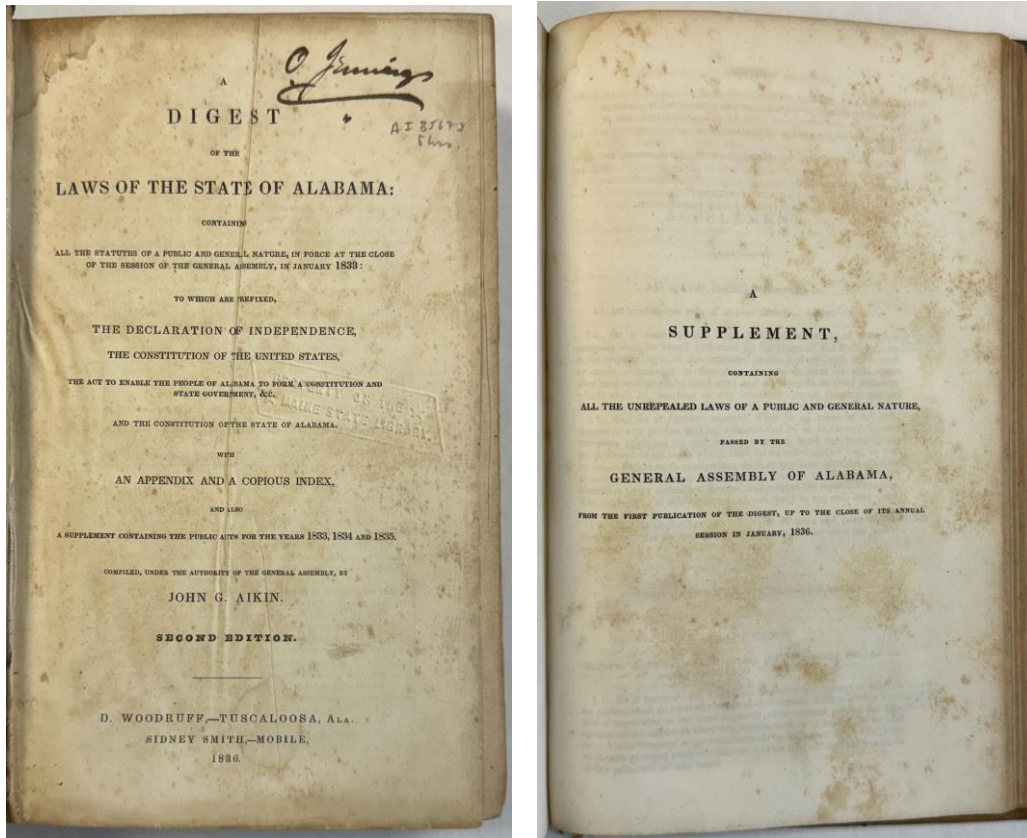 O. Jennings
A
DIGEST
OF THE
LAWS OF THE STATE OF ALABAMA:
CONTAINING
ALL THE STATUTES OF A PUBLIC AND GENERAL NATURE, IN FORCE AT THE CLOSE
OF THE SESSION OF THE GENERAL ASSEMBLY, IN JANUARY 1833:
TO WHICH ARE PREFIXED,
THE DECLARATION OF INDEPENDENCE,
THE CONSTITUTION OF THE UNITED STATES,
THE ACT TO ENABLE THE PEOPLE OF ALABAMA TO FORM A CONSTITUTION AND
STATE GOVERNMENT, &C.
AND THE CONSTITUTION OF THE STATE OF ALABAMA.
WITH
AN APPENDIX AND A COPIOUS INDEX,
AND ALSO
A SUPPLEMENT CONTAINING THE PUBLIC ACTS FOR THE YEARS 1833, 1834 AND 1835.
COMPILED, UNDER THE AUTHORITY OF THE GENERAL ASSEMBLY, BY
JOHN G. AIKIN.
SECOND EDITION.
D. WOODRUFF,—TUSCALOOSA, ALA.
SIDNEY SMITH,—MOBILE,
1836.
PROPERTY OF THE
MAINE STATE LIBRARY
A
SUPPLEMENT,
CONTAINING
ALL THE UNREPEALED LAWS OF A PUBLIC AND GENERAL NATURE,
PASSED BY THE
GENERAL ASSEMBLY OF ALABAMA,
FROM THE FIRST PUBLICATION OF THE DIGEST, UP TO THE CLOSE OF ITS ANNUAL
SESSION IN JANUARY, 1836.